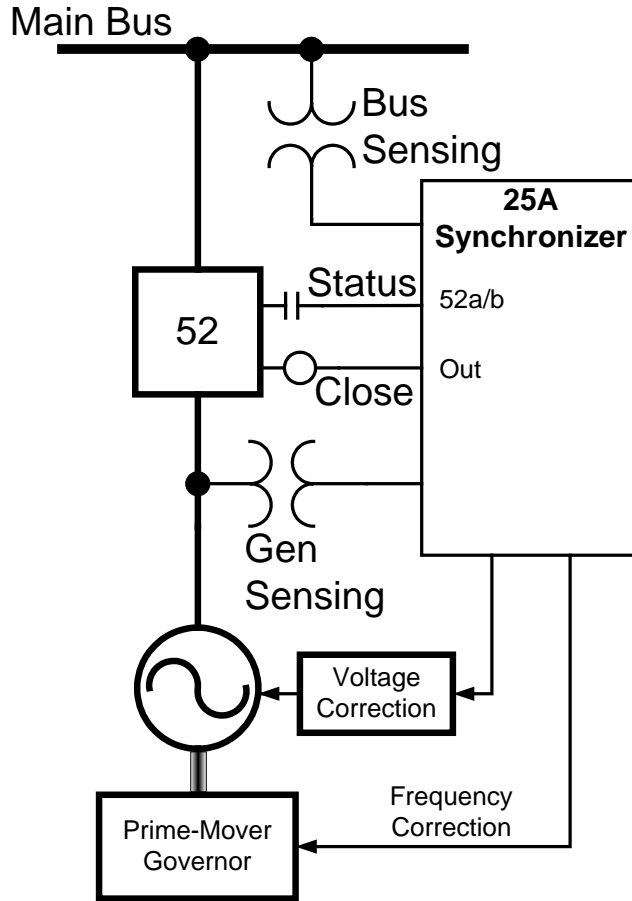 Main Bus
Bus
Sensing
25A
Synchronizer
Status
52a/b
52
Out
Close
Gen
Sensing
Voltage
Correction
Frequency
Correction
Prime-Mover
Governor